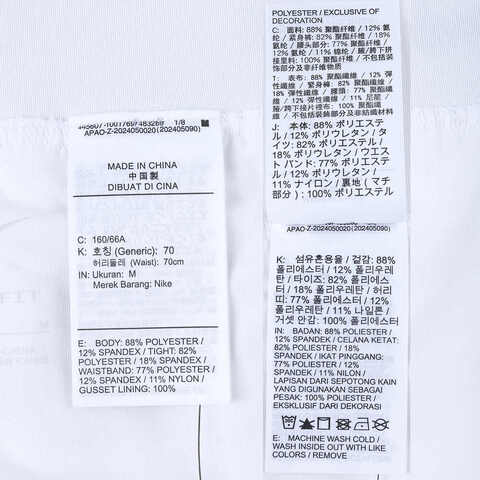 #45607-1001769743828# 1/8
APAO-Z-2024050020 (202405090)
MADE IN CHINA
中国製
DIBUAT DI CINA
C: 160/66A
K: 호칭 (Generic): 70
허리둘레 (Waist): 70cm
IN: Ukuran: M
Merek Barang: Nike
E: BODY: 88% POLYESTER /
12% SPANDEX / TIGHT: 82%
POLYESTER / 18% SPANDEX /
WAISTBAND: 77% POLYESTER /
12% SPANDEX / 11% NYLON /
GUSSET LINING: 100%
POLYESTER / EXCLUSIVE OF
DECORATION
C: 面料: 88% 聚酯纤维 / 12% 氨
纶 / 紧身裤: 82% 聚酯纤维 / 18%
氨纶 / 腰头部分: 77% 聚酯纤维 /
12% 氨纶 / 11% 锦纶 / 腋/胯下拼
接里料: 100% 聚酯纤维 / 不包括装
饰部分及非纤维部分
T: 表布: 88% 聚酯纖維 / 12% 彈
性纖維 / 緊身褲: 82% 聚酯纖維 /
18% 彈性纖維 / 腰頭: 77% 聚酯纖
維 / 12% 彈性纖維 / 11% 尼龍 /
腋/胯下接片裡布: 100% 聚酯纖維
/ 不包括裝飾部分及非紡織材料
J: 本体: 88% ポリエステ
ル / 12% ポリウレタン / タ
イツ: 82% ポリエステル /
18% ポリウレタン / ウエス
トバンド: 77% ポリエステル
/ 12% ポリウレタン /
11% ナイロン / 裏地 (マチ
部分) : 100% ポリエステル
APAO-Z-2024050020 (202405090)
K: 섬유혼용율 / 겉감: 88%
폴리에스터 / 12% 폴리우레
탄 / 타이즈: 82% 폴리에스
터 / 18% 폴리우레탄 / 허리
띠: 77% 폴리에스터 / 12%
폴리우레탄 / 11% 나일론 /
거셋 안감: 100% 폴리에스터
IN: BADAN: 88% POLIESTER /
12% SPANDEX / CELANA KETAT:
82% POLIESTER / 18%
SPANDEX / IKAT PINGGANG:
77% POLIESTER / 12%
SPANDEX / 11% NILON /
LAPISAN DARI SEPOTONG KAIN
YANG DIGUNAKAN SEBAGAI
PESAK: 100% POLIESTER /
EKSKLUSIF DARI DEKORASI
E: MACHINE WASH COLD /
WASH INSIDE OUT WITH LIKE
COLORS / REMOVE